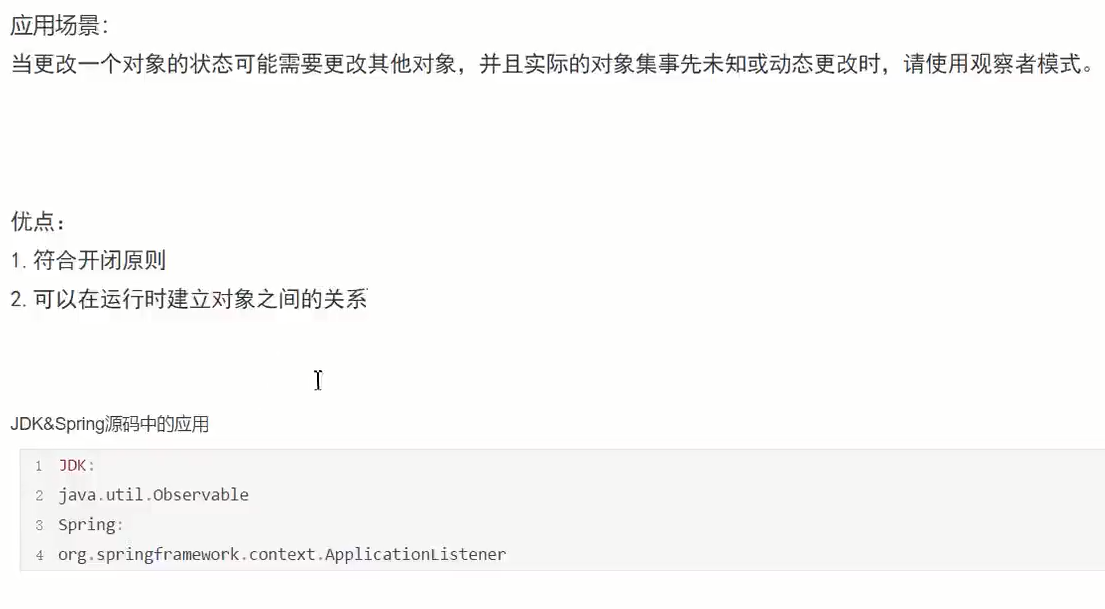 应用场景：
当更改一个对象的状态可能需要更改其他对象，并且实际的对象集事先未知或动态更改时，请使用观察者模式。
优点：
1. 符合开闭原则
2. 可以在运行时建立对象之间的关系
JDK&Spring源码中的应用
1 JDK:
2 java.util.Observable
3 Spring:
4 org.springframework.context.ApplicationListener